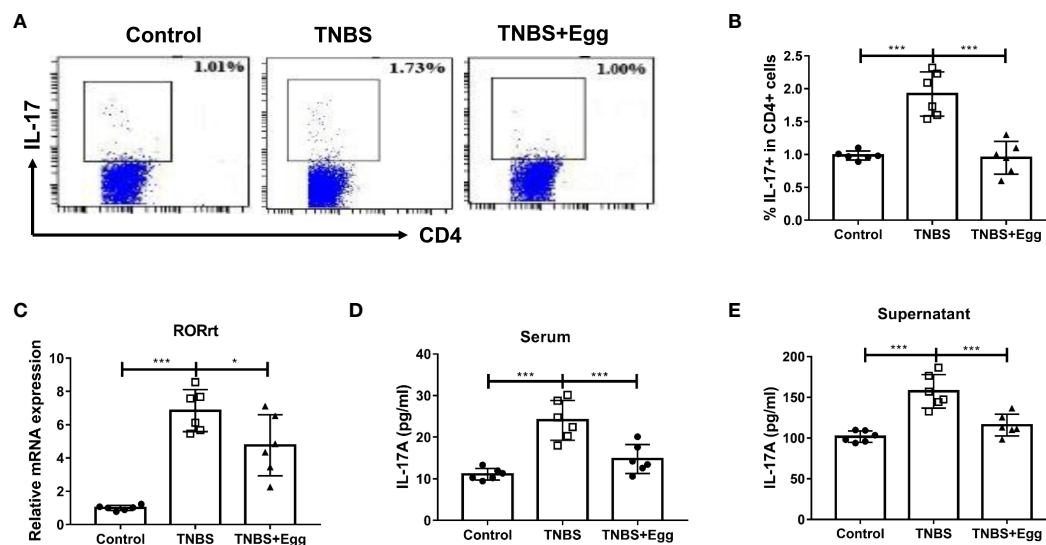 A
Control
TNBS
TNBS+Egg
1.01%
1.73%
1.00%
IL-17
CD4
B
% IL-17+ in CD4+ cells
2.5
2.0
1.5
1.0
0.5
0.0
***
***
Control
TNBS
TNBS+Egg
C
RORrt
Relative mRNA expression
10
8
6
4
2
0
***
*
Control
TNBS
TNBS+Egg
D
Serum
IL-17A (pg/ml)
40
30
20
10
0
***
***
Control
TNBS
TNBS+Egg
E
Supernatant
IL-17A (pg/ml)
200
150
100
50
0
***
***
Control
TNBS
TNBS+Egg